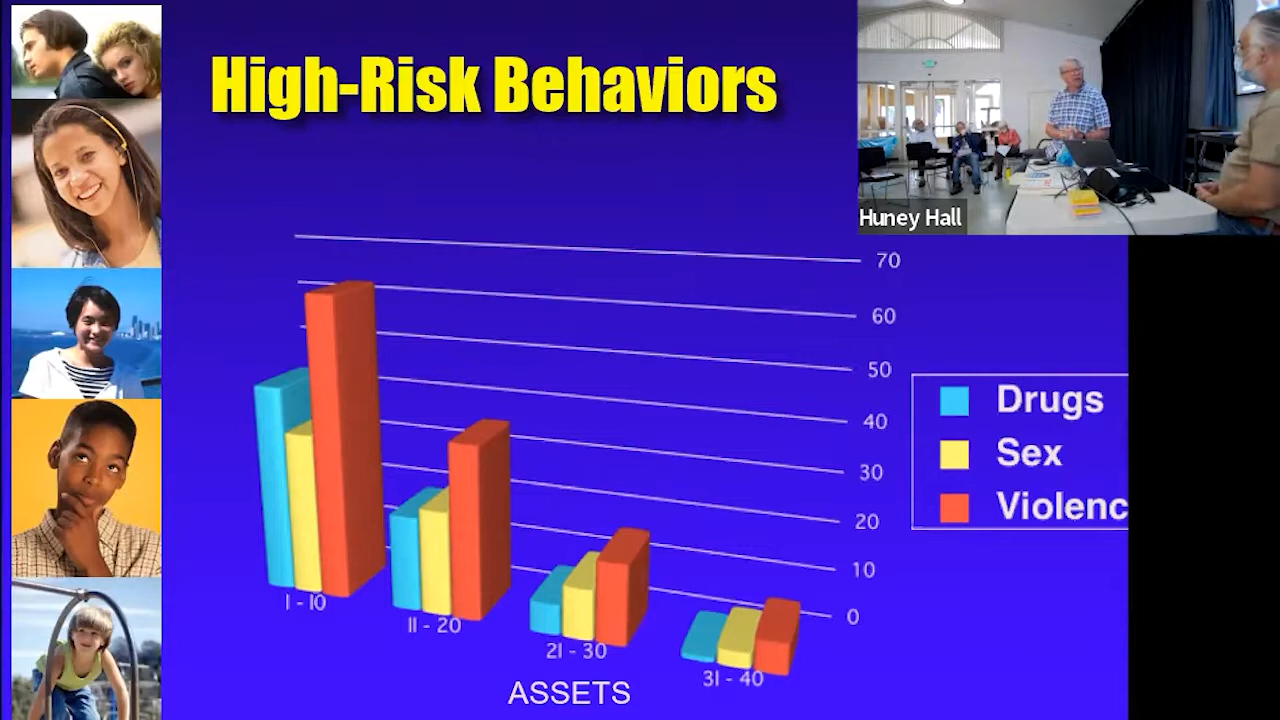 High-Risk Behaviors
Huney Hall
70
60
50
40
30
20
10
0
Drugs
Sex
Violenc
1 - 10
11 - 20
21 - 30
31 - 40
ASSETS